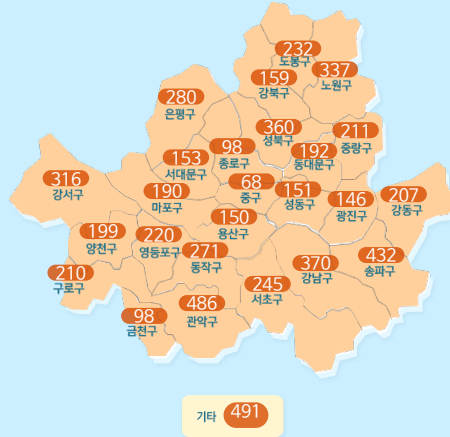 232
도봉구
337
노원구
159
강북구
280
은평구
360
성북구
211
중랑구
98
종로구
192
동대문구
153
서대문구
316
강서구
190
마포구
68
중구
151
성동구
146
광진구
207
강동구
150
용산구
199
양천구
220
영등포구
271
동작구
432
송파구
370
강남구
210
구로구
245
서초구
486
관악구
98
금천구
기타 491